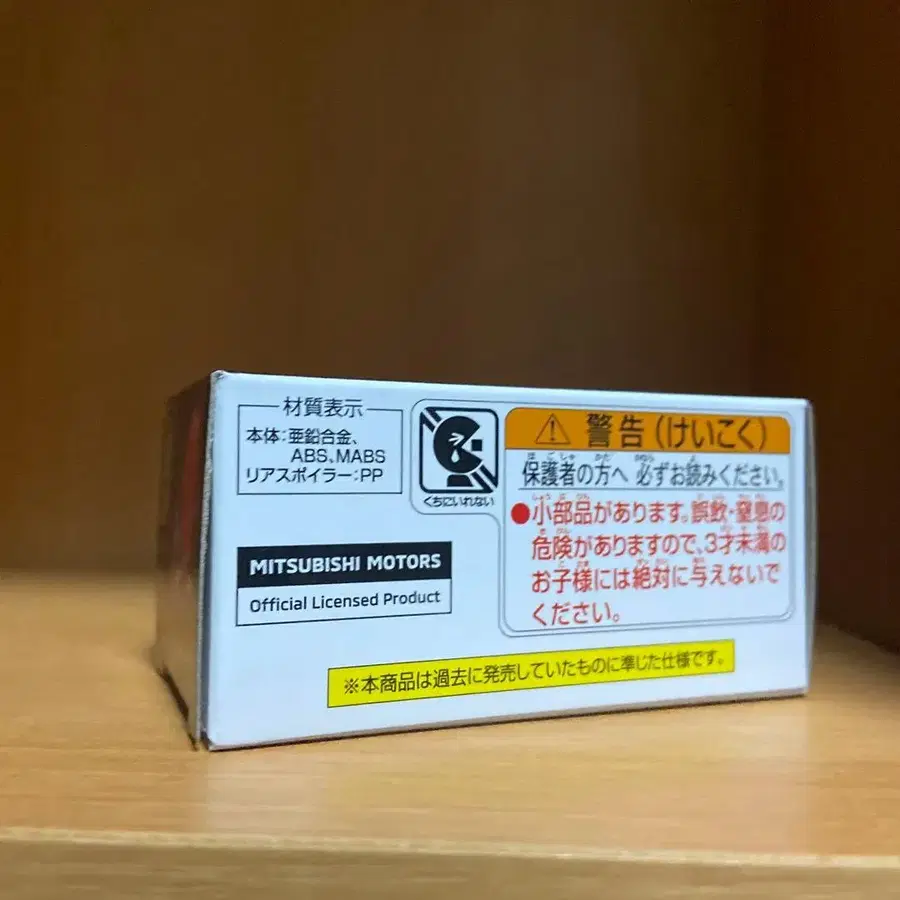 材質表示
本体:亜鉛合金、
ABS、MABS
リアスポイラー:PP
くちにいれない
MITSUBISHI MOTORS
Official Licensed Product
警告(けいこく)
保護者の方へ 必ずお読みください。
●小部品があります。誤飲・窒息の
危険がありますので、3才未満の
お子様には絶対に与えないで
ください。
※本商品は過去に発売していたものに準じた仕様です。